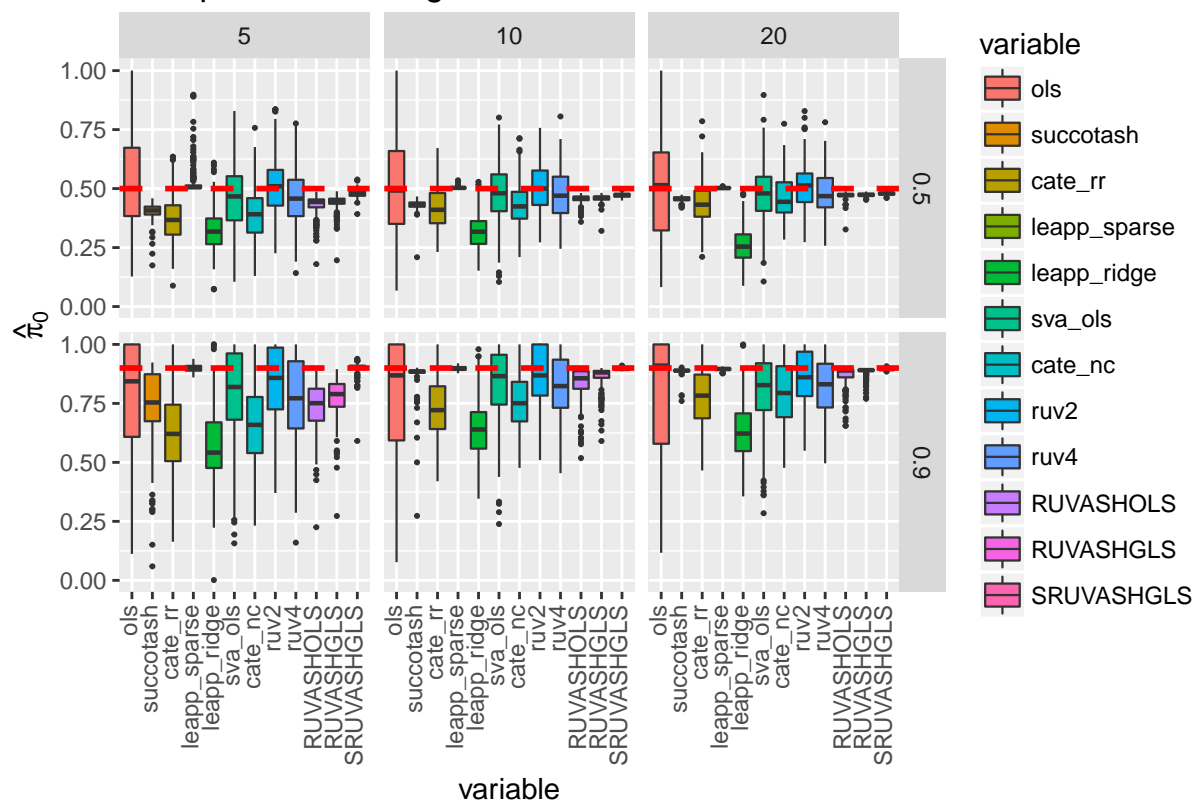 5 10 20
1.00
0.75
0.50
0.25
0.00
0.5
1.00
0.75
0.50
0.25
0.00
0.9
π̂0
ols succotash cate_rr leapp_sparse leapp_ridge sva_ols cate_nc ruv2 ruv4 RUVASHOLS RUVASHGLS SRUVASHGLS
ols succotash cate_rr leapp_sparse leapp_ridge sva_ols cate_nc ruv2 ruv4 RUVASHOLS RUVASHGLS SRUVASHGLS
ols succotash cate_rr leapp_sparse leapp_ridge sva_ols cate_nc ruv2 ruv4 RUVASHOLS RUVASHGLS SRUVASHGLS
variable
variable
ols
succotash
cate_rr
leapp_sparse
leapp_ridge
sva_ols
cate_nc
ruv2
ruv4
RUVASHOLS
RUVASHGLS
SRUVASHGLS